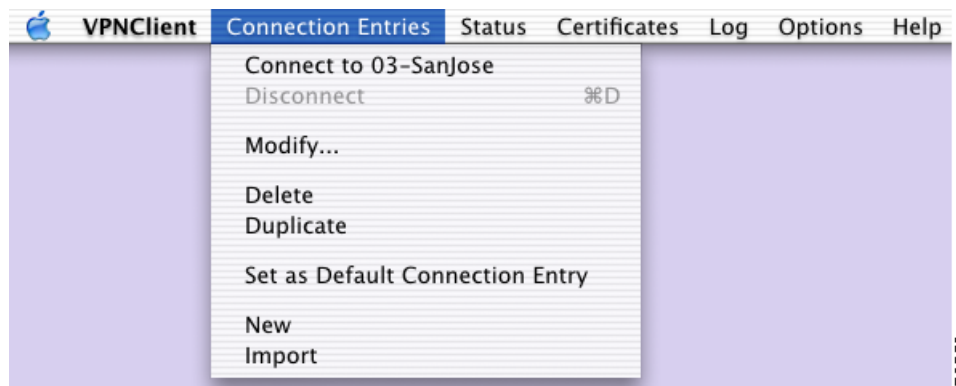 VPNClient Connection Entries Status Certificates Log Options Help
Connect to 03-SanJose
Disconnect ⌘D
Modify...
Delete
Duplicate
Set as Default Connection Entry
New
Import